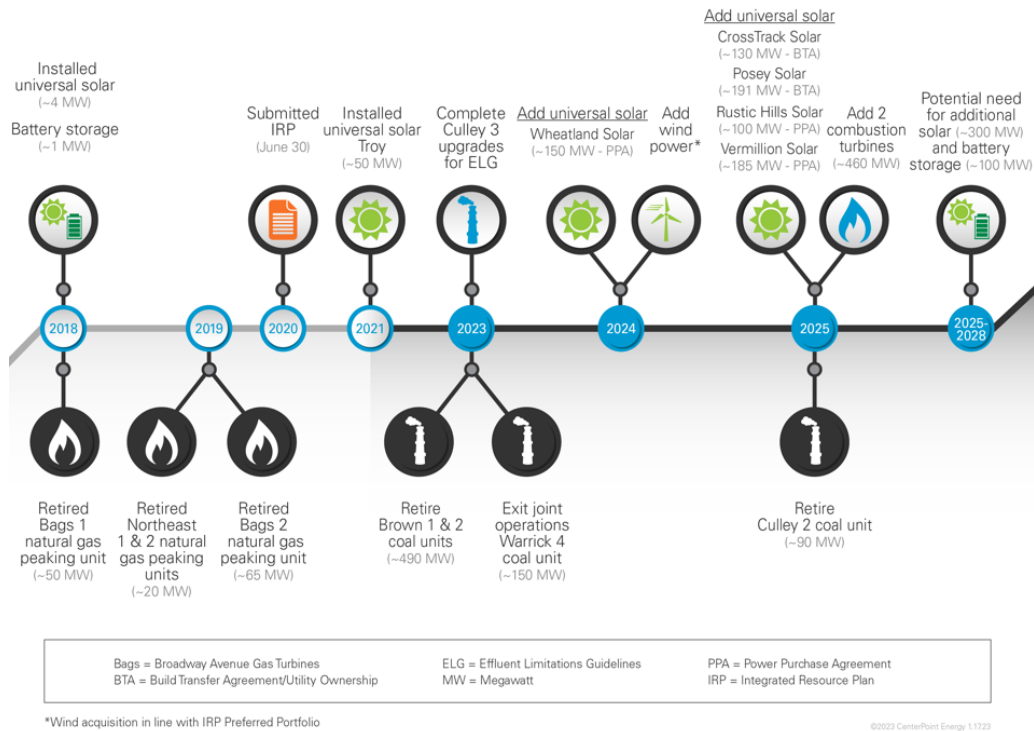 Installed
universal solar
(~4 MW)
Battery storage
(~1 MW)
Submitted
IRP
(June 30)
Installed
universal solar
Troy
(~50 MW)
Complete
Culley 3
upgrades
for ELG
Add universal solar
Wheatland Solar
(~150 MW - PPA)
Add
wind
power*
Add universal solar
CrossTrack Solar
(~130 MW - BTA)
Posey Solar
(~191 MW - BTA)
Rustic Hills Solar
(~100 MW - PPA)
Vermillion Solar
(~185 MW - PPA)
Add 2
combustion
turbines
(~460 MW)
Potential need
for additional
solar (~300 MW)
and battery
storage (~100 MW)
2018
2019
2020
2021
2023
2024
2025
2025-
2028
Retired
Bags 1
natural gas
peaking unit
(~50 MW)
Retired
Northeast
1 & 2 natural
gas peaking
units
(~20 MW)
Retired
Bags 2
natural gas
peaking unit
(~65 MW)
Retire
Brown 1 & 2
coal units
(~490 MW)
Exit joint
operations
Warrick 4
coal unit
(~150 MW)
Retire
Culley 2 coal unit
(~90 MW)
Bags = Broadway Avenue Gas Turbines
BTA = Build Transfer Agreement/Utility Ownership
ELG = Effluent Limitations Guidelines
MW = Megawatt
PPA = Power Purchase Agreement
IRP = Integrated Resource Plan
*Wind acquisition in line with IRP Preferred Portfolio
©2023 CenterPoint Energy 1.1723